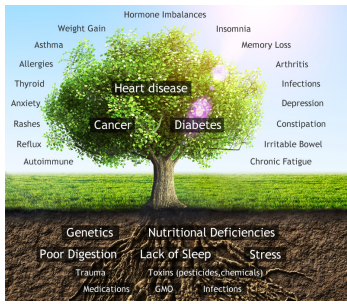 Hormone Imbalances
Weight Gain
Insomnia
Asthma
Memory Loss
Allergies
Arthritis
Heart disease
Thyroid
Infections
Anxiety
Depression
Rashes
Cancer
Diabetes
Constipation
Reflux
Irritable Bowel
Autoimmune
Chronic Fatigue
Genetics
Nutritional Deficiencies
Poor Digestion
Lack of Sleep
Stress
Trauma
Toxins (pesticides,chemicals)
Medications
GMO
Infections